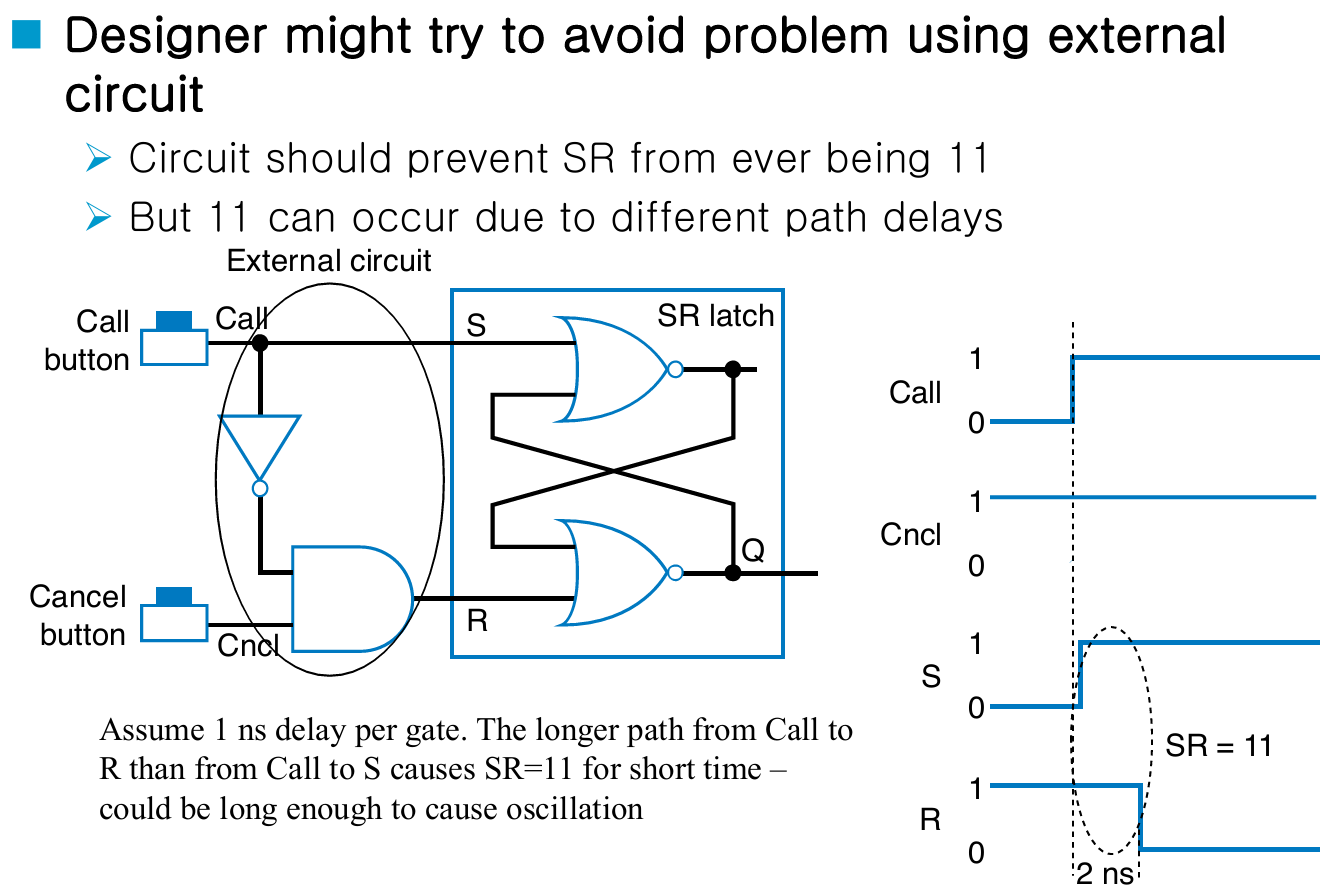 Designer might try to avoid problem using external
circuit
Circuit should prevent SR from ever being 11
But 11 can occur due to different path delays
External circuit
Call
button
Call
S
SR latch
Q
Cancel
button
Cncl
R
Assume 1 ns delay per gate. The longer path from Call to
R than from Call to S causes SR=11 for short time –
could be long enough to cause oscillation
1
Call
0
1
Cncl
0
1
S
0
SR = 11
1
R
0
2 ns